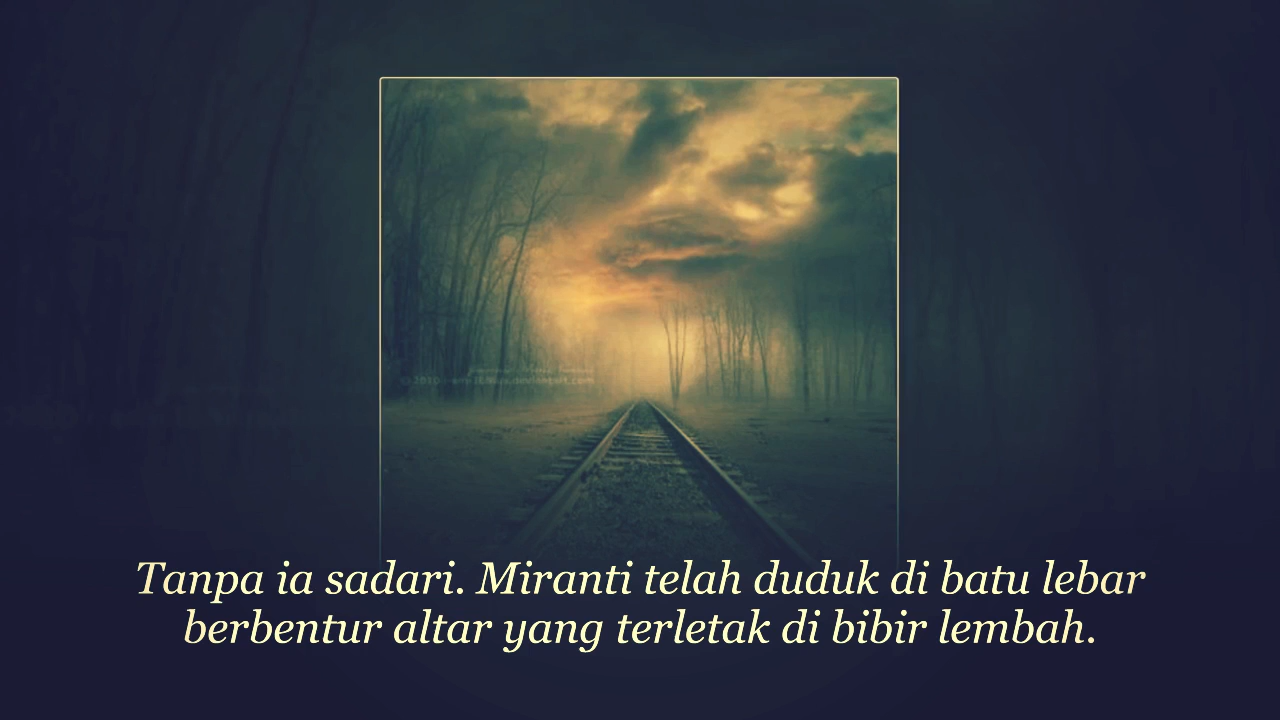 Tanpa ia sadari. Miranti telah duduk di batu lebar
berbentur altar yang terletak di bibir lembah.